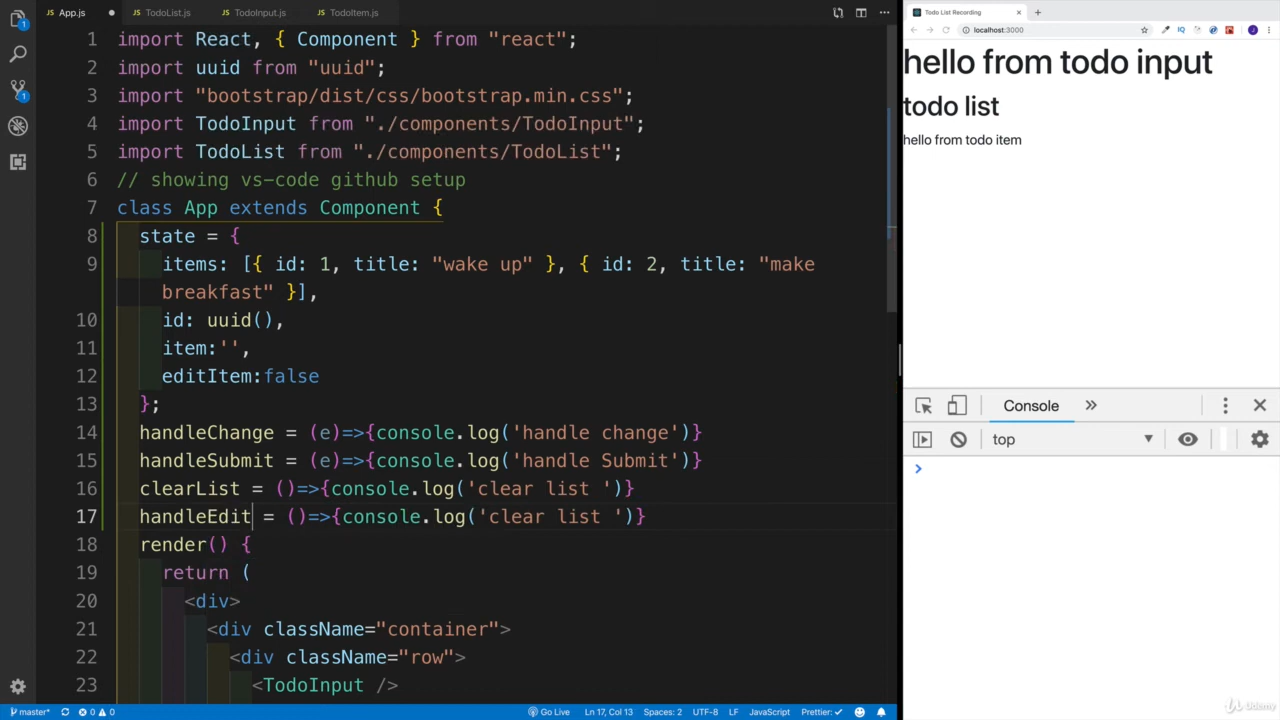 App.js
TodoList.js
TodoInput.js
TodoItem.js
1 import React, { Component } from "react";
2 import uuid from "uuid";
3 import "bootstrap/dist/css/bootstrap.min.css";
4 import TodoInput from "./components/TodoInput";
5 import TodoList from "./components/TodoList";
6 // showing vs-code github setup
7 class App extends Component {
8 state = {
9 items: [{ id: 1, title: "wake up" }, { id: 2, title: "make
breakfast" }],
10 id: uuid(),
11 item:'',
12 editItem:false
13 };
14 handleChange = (e)=>{console.log('handle change')}
15 handleSubmit = (e)=>{console.log('handle Submit')}
16 clearList = ()=>{console.log('clear list ')}
17 handleEdit = ()=>{console.log('clear list ')}
18 render() {
19 return (
20 <div>
21 <div className="container">
22 <div className="row">
23 <TodoInput />
1
1
master* 0 0 Go Live Ln 17, Col 13 Spaces: 2 UTF-8 LF JavaScript Prettier: ✓
Todo List Recording
localhost:3000
IQ
J
hello from todo input
todo list
hello from todo item
Console
top
Udemy